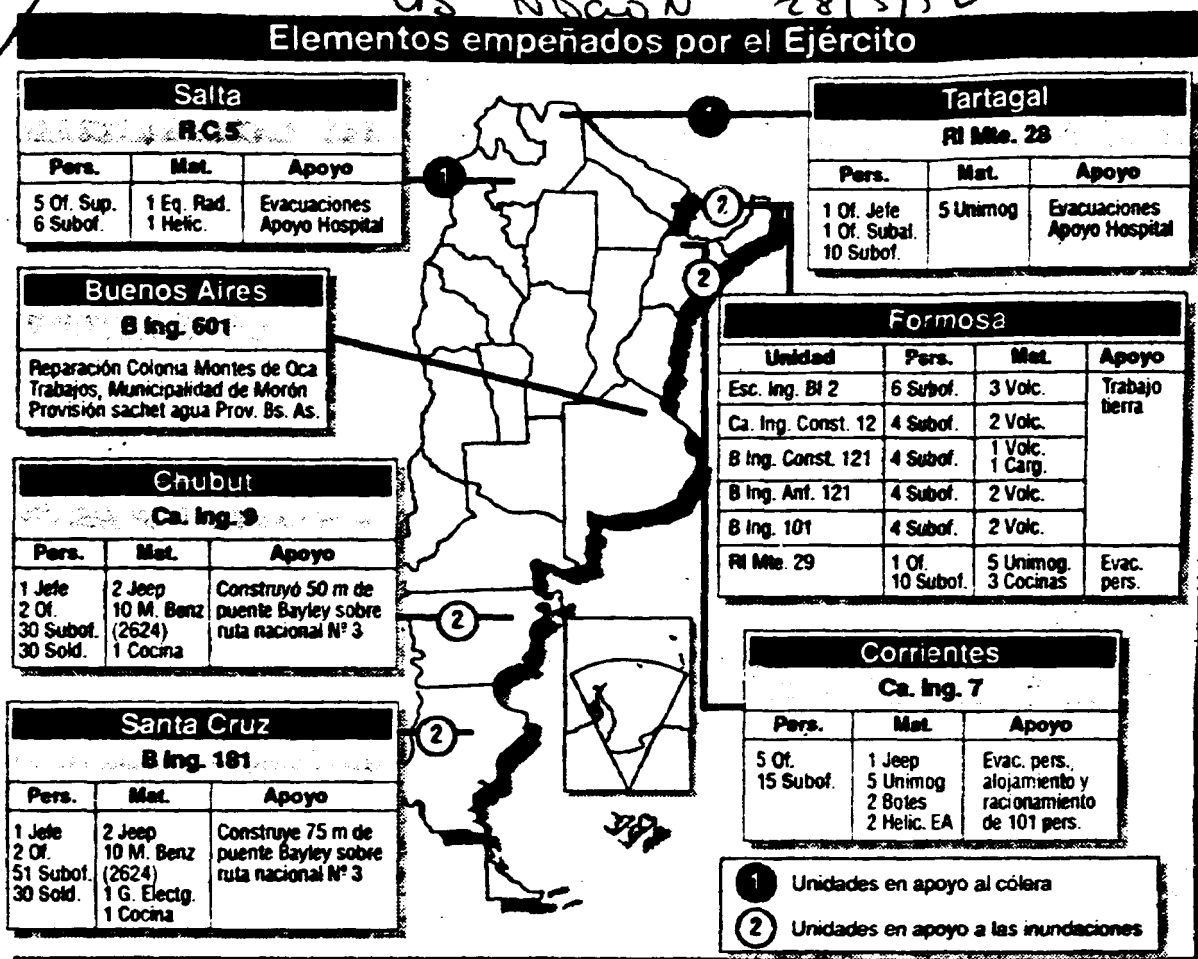 28/5/92
Elementos empeñados por el Ejército
Salta
R.C 5
Pers. Mat. Apoyo
5 Of. Sup. 1 Eq. Rad. Evacuaciones
6 Subof. 1 Helic. Apoyo Hospital
Tartagal
RI Mte. 28
Pers. Mat. Apoyo
1 Of. Jefe 5 Unimog Evacuaciones
1 Of. Subal. Apoyo Hospital
10 Subof.
1
2
2
Buenos Aires
B Ing. 601
Reparación Colonia Montes de Oca
Trabajos, Municipalidad de Morón
Provisión sachet agua Prov. Bs. As.
Formosa
Unidad Pers. Mat. Apoyo
Esc. Ing. Bl 2 6 Subof. 3 Volc. Trabajo
tierra
Ca. Ing. Const. 12 4 Subof. 2 Volc.
B Ing. Const. 121 4 Subof. 1 Volc.
1 Carg.
B Ing. Anf. 121 4 Subof. 2 Volc.
B Ing. 101 4 Subof. 2 Volc.
RI Mte. 29 1 Of. 5 Unimog. Evac.
10 Subof. 3 Cocinas pers.
Chubut
Ca. Ing. 9
Pers. Mat. Apoyo
1 Jefe 2 Jeep Construyó 50 m de
2 Of. 10 M. Benz puente Bayley sobre
30 Subof. (2624) ruta nacional Nº 3
30 Sold. 1 Cocina
2
Corrientes
Ca. Ing. 7
Pers. Mat. Apoyo
5 Of. 1 Jeep Evac. pers.,
15 Subof. 5 Unimog alojamiento y
2 Botes racionamiento
2 Helic. EA de 101 pers.
Santa Cruz
B Ing. 181
Pers. Mat. Apoyo
1 Jefe 2 Jeep Construye 75 m de
2 Of. 10 M. Benz puente Bayley sobre
51 Subof. (2624) ruta nacional Nº 3
30 Sold. 1 G. Electg.
1 Cocina
2
1 Unidades en apoyo al cólera
2 Unidades en apoyo a las inundaciones